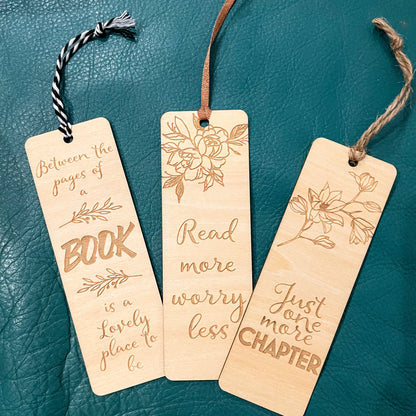 Between the
pages of
a
BOOK
is a
Lovely
place to
be
Read
more
worry
less
Just
one
more
CHAPTER